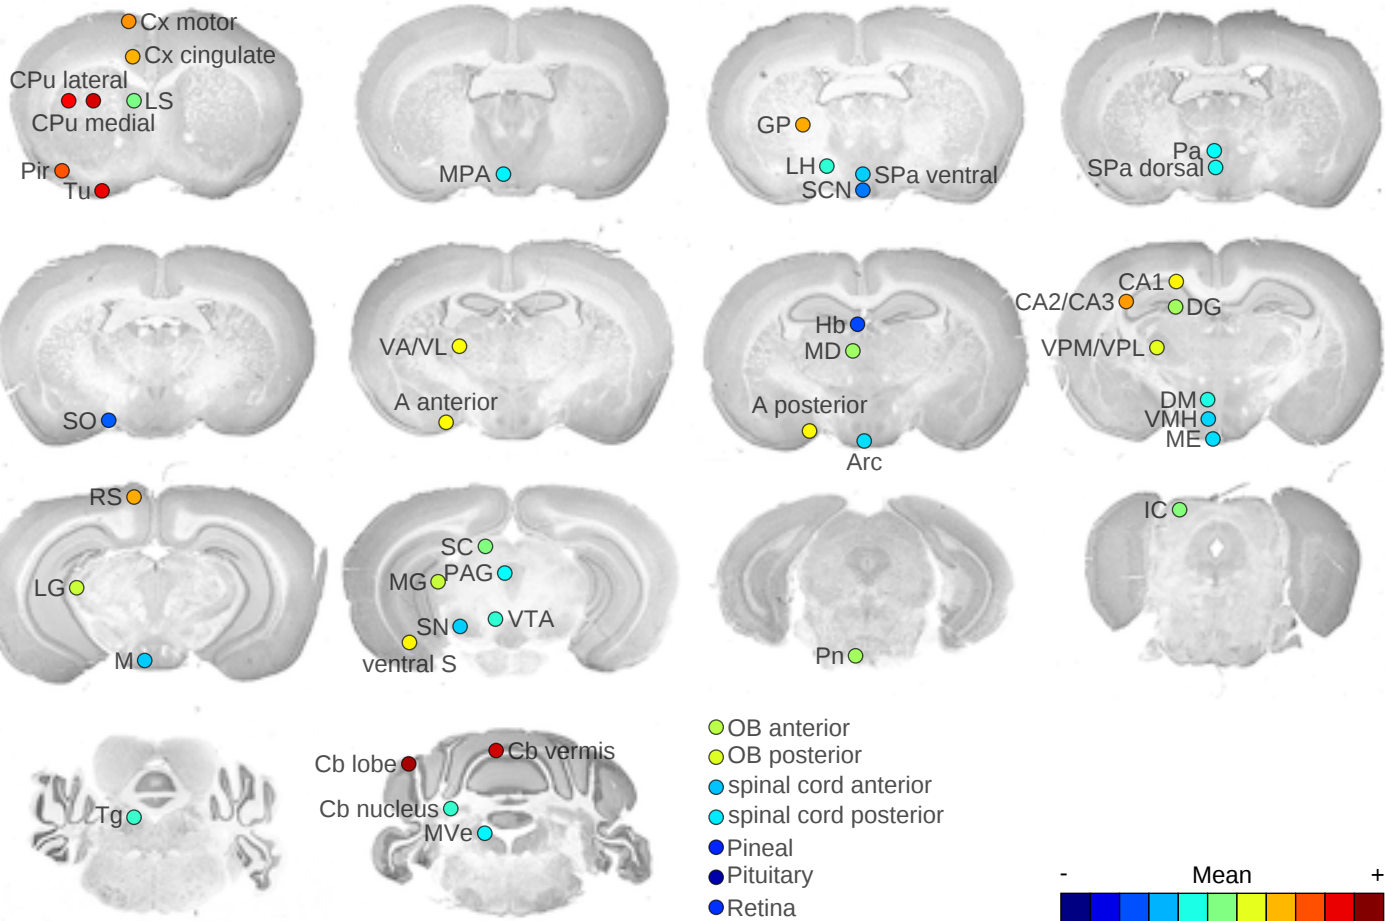 Cx motor
Cx cingulate
CPu lateral
LS
CPu medial
Pir
Tu
MPA
GP
LH
SPa ventral
SCN
Pa
SPa dorsal
SO
VA/VL
A anterior
Hb
MD
A posterior
Arc
CA1
CA2/CA3
DG
VPM/VPL
DM
VMH
ME
RS
LG
M
SC
PAG
MG
VTA
SN
ventral S
Pn
IC
Tg
Cb lobe
Cb vermis
Cb nucleus
MVe
OB anterior
OB posterior
spinal cord anterior
spinal cord posterior
Pineal
Pituitary
Retina
- Mean +